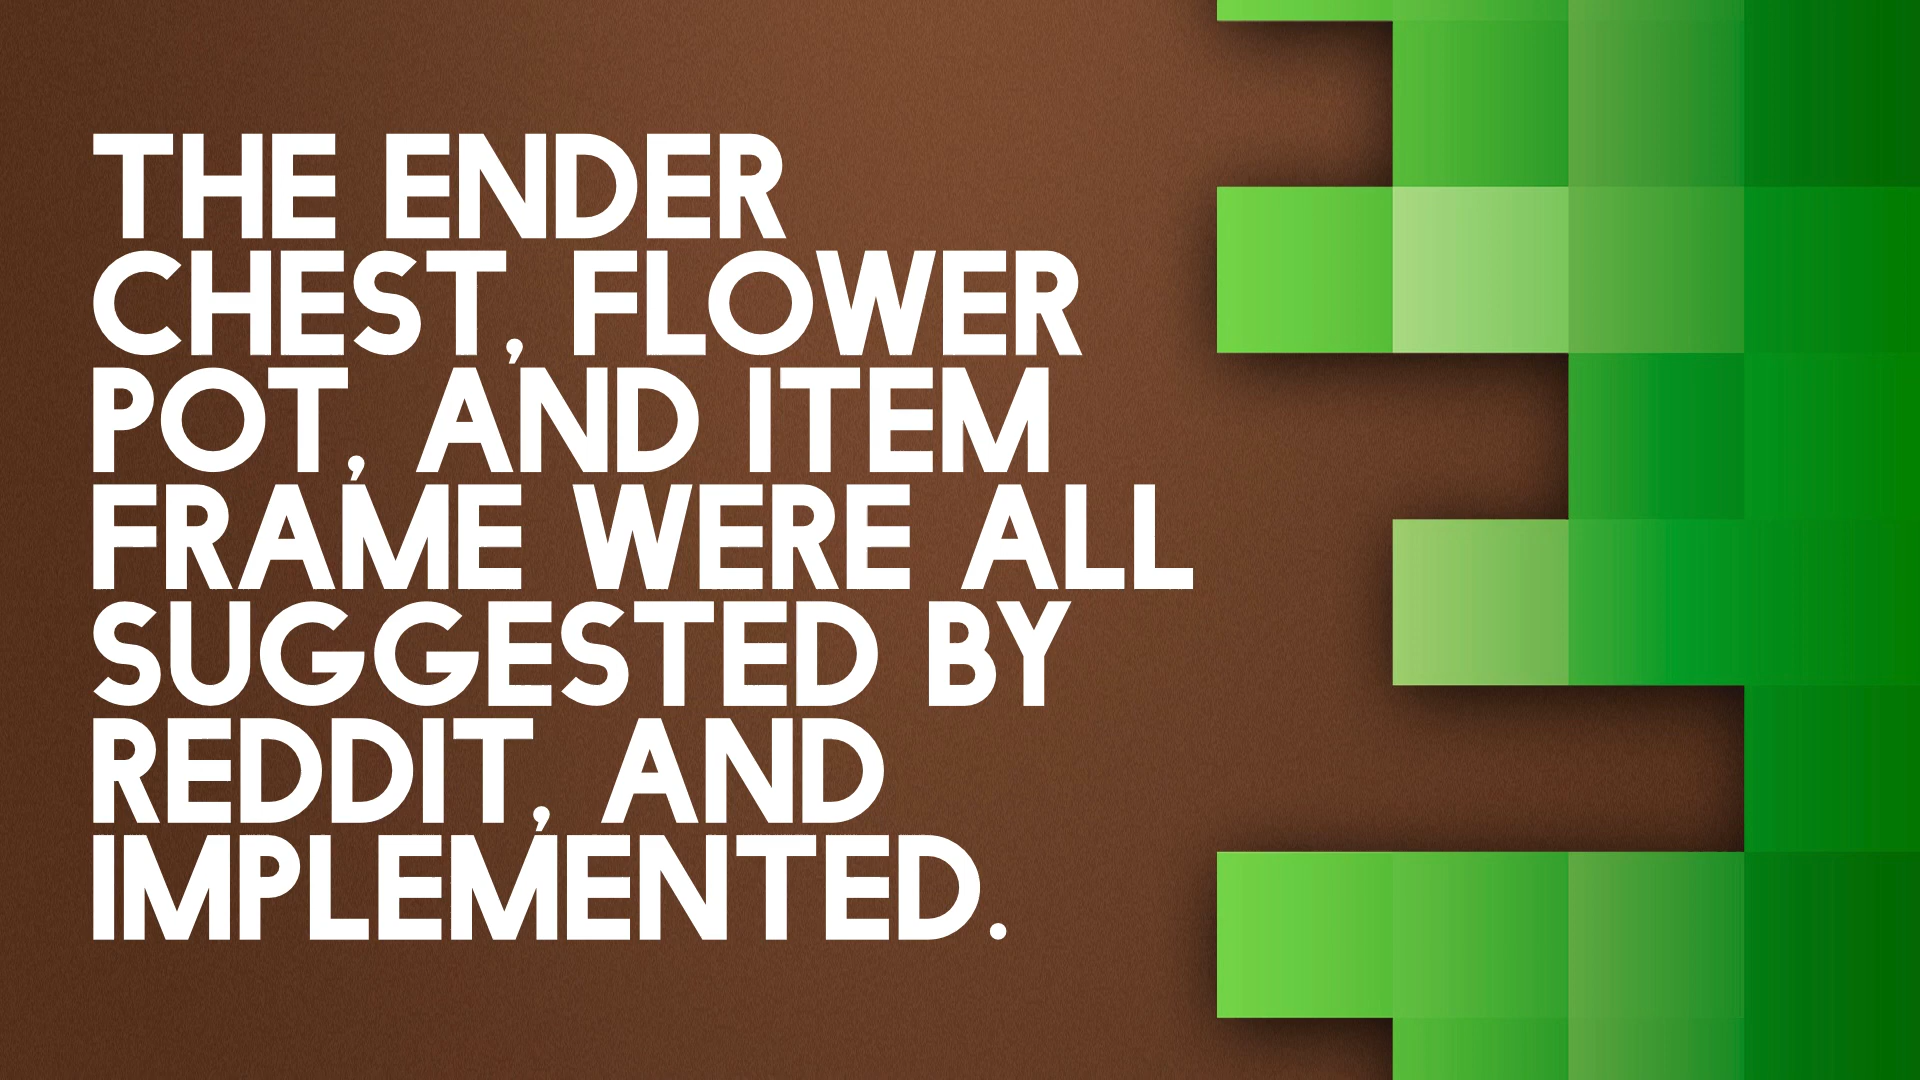 THE ENDER
CHEST, FLOWER
POT, AND ITEM
FRAME WERE ALL
SUGGESTED BY
REDDIT, AND
IMPLEMENTED.